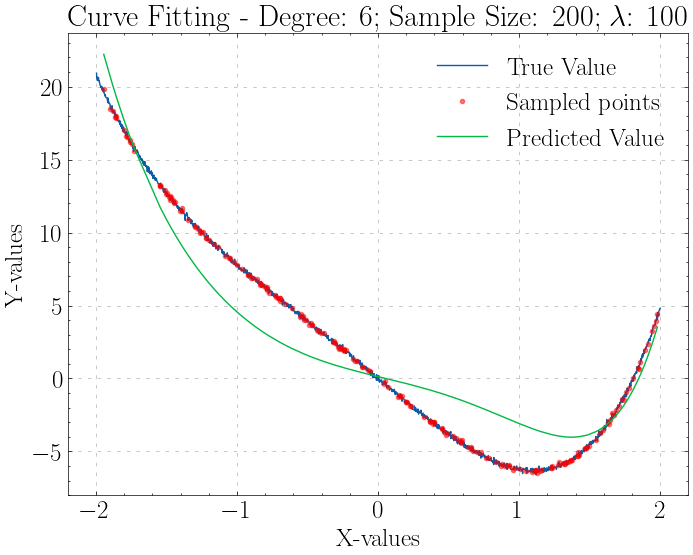 Curve Fitting - Degree: 6; Sample Size: 200; λ: 100
True Value
Sampled points
Predicted Value
Y-values
20
15
10
5
0
−5
−2
−1
0
1
2
X-values